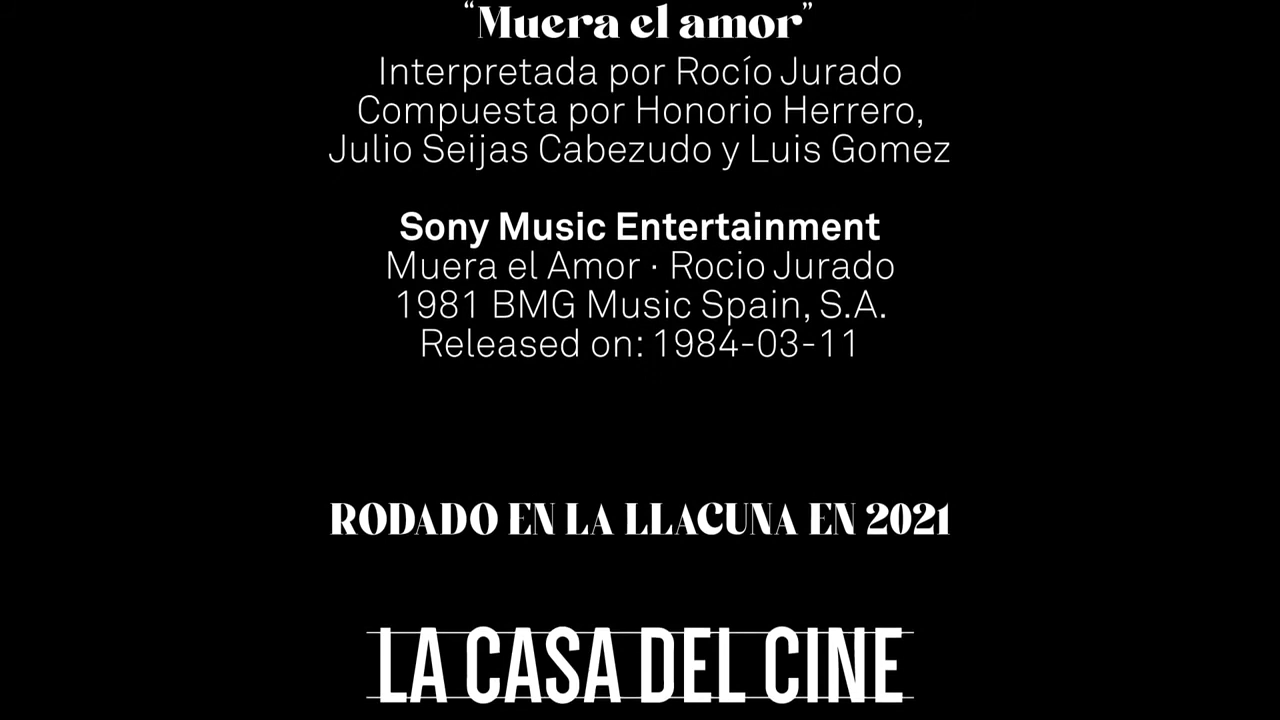 “Muera el amor”
Interpretada por Rocío Jurado
Compuesta por Honorio Herrero,
Julio Seijas Cabezudo y Luis Gomez
Sony Music Entertainment
Muera el Amor · Rocio Jurado
1981 BMG Music Spain, S.A.
Released on: 1984-03-11
RODADO EN LA LLACUNA EN 2021
LA CASA DEL CINE